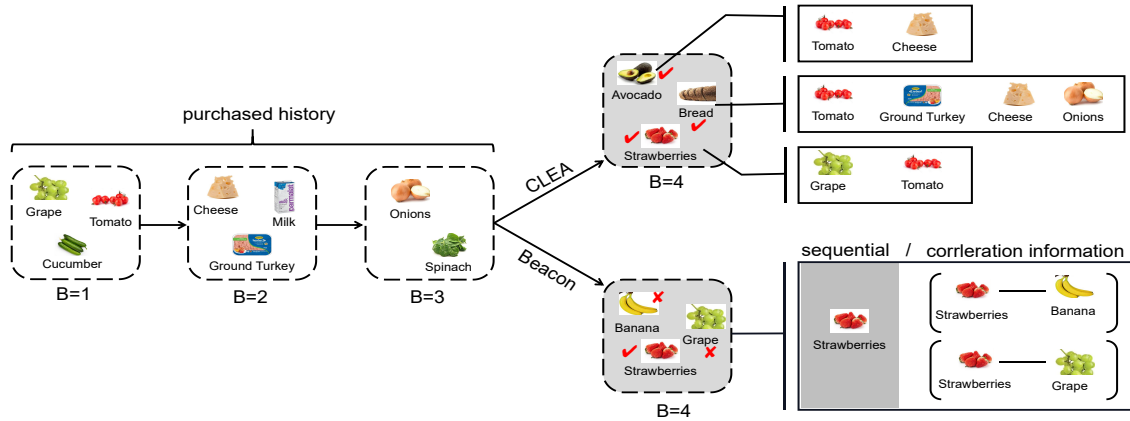 purchased history
Grape
Tomato
Cucumber
B=1
Cheese
Milk
Ground Turkey
B=2
Onions
Spinach
B=3
CLEA
Beacon
Avocado
Bread
Strawberries
B=4
Tomato
Cheese
Tomato
Ground Turkey
Cheese
Onions
Grape
Tomato
Banana
Grape
Strawberries
B=4
sequential / corrleration information
Strawberries
Strawberries
Banana
Strawberries
Grape